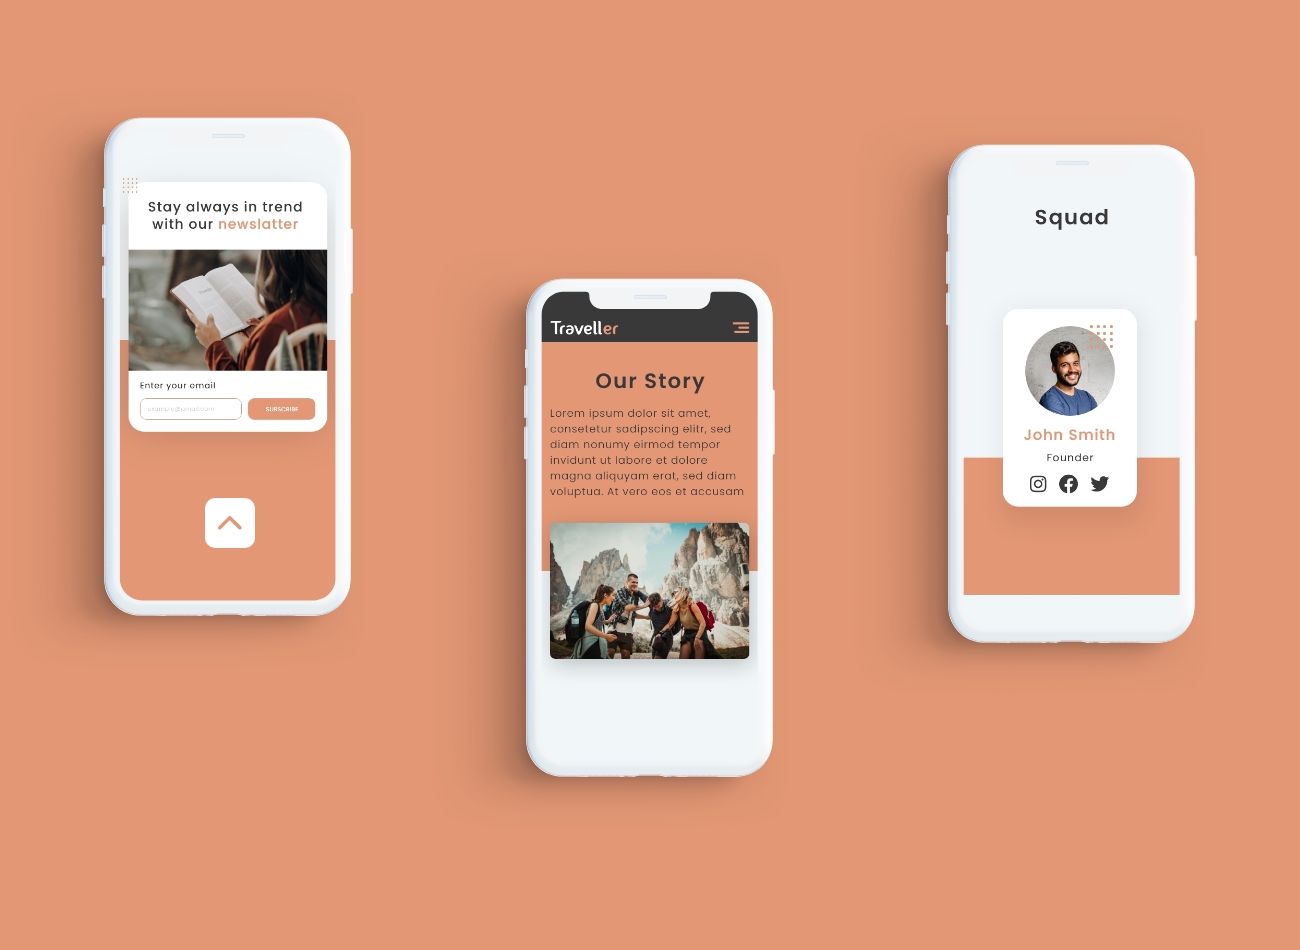 Stay always in trend
with our newslatter
Enter your email
example@gmail.com
SUBSCRIBE
Traveller
Our Story
Lorem ipsum dolor sit amet,
consetetur sadipscing elitr, sed
diam nonumy eirmod tempor
invidunt ut labore et dolore
magna aliquyam erat, sed diam
voluptua. At vero eos et accusam
Squad
John Smith
Founder